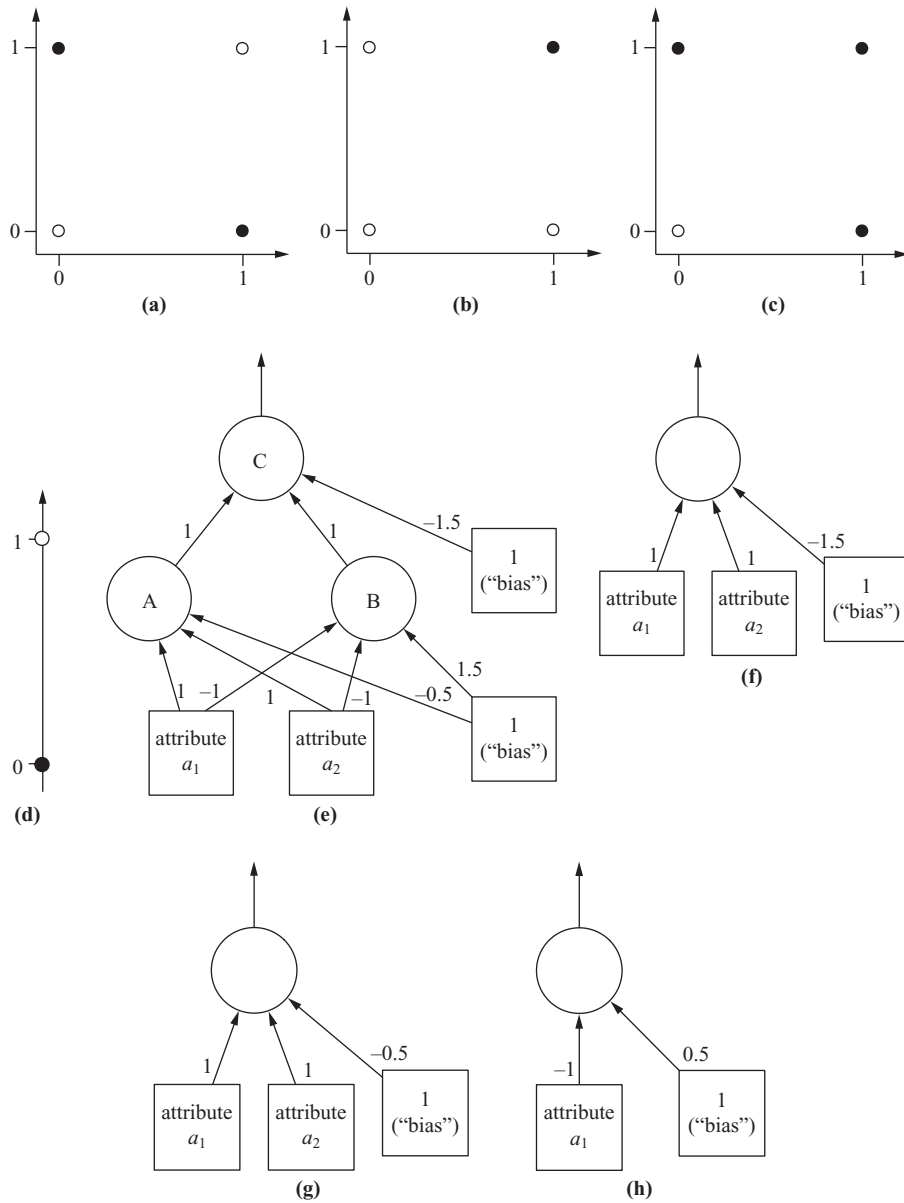 1
0
0
1
(a)
1
0
0
1
(b)
1
0
0
1
(c)
1
0
(d)
C
1
1
–1.5
1
(“bias”)
A
B
1
–1
1
–1
–0.5
1.5
attribute
a1
attribute
a2
1
(“bias”)
(e)
1
1
–1.5
attribute
a1
attribute
a2
1
(“bias”)
(f)
1
1
–0.5
attribute
a1
attribute
a2
1
(“bias”)
(g)
–1
0.5
attribute
a1
1
(“bias”)
(h)